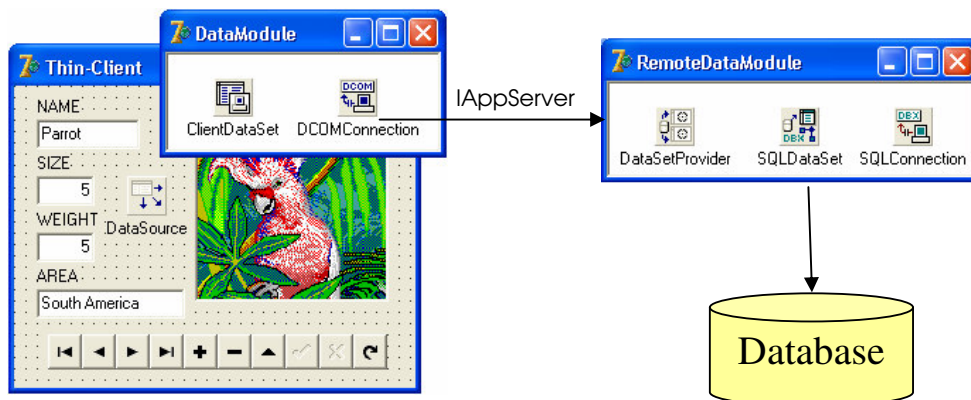 DataModule
ClientDataSet
DCOM
DCOMConnection
Thin-Client
NAME
Parrot
SIZE
5
WEIGHT
5
DataSource
AREA
South America
IAppServer
RemoteDataModule
DataSetProvider
DBX
SQLDataSet
DBX
SQLConnection
Database